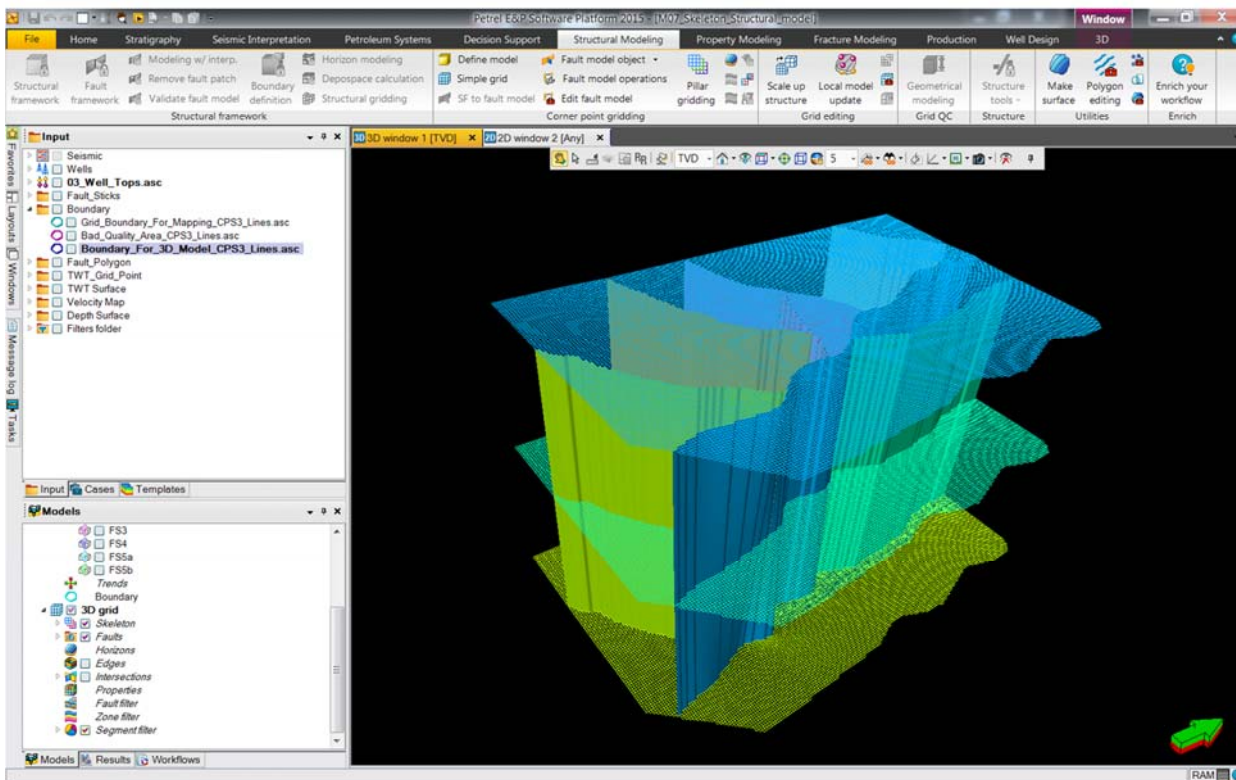 Petrel E&P Software Platform 2015 - [M07_Skeleton_Structural_model]
Window
File Home Stratigraphy Seismic Interpretation Petroleum Systems Decision Support Structural Modeling Property Modeling Fracture Modeling Production Well Design 3D
Structural framework
Fault framework
Modeling w/ interp.
Remove fault patch
Validate fault model
Boundary definition
Horizon modeling
Depospace calculation
Structural gridding
Structural framework
Define model
Simple grid
SF to fault model
Fault model object
Fault model operations
Edit fault model
Pillar gridding
Corner point gridding
Scale up structure
Local model update
Grid editing
Geometrical modeling
Grid QC
Structure tools
Structure
Make surface
Polygon editing
Utilities
Enrich your workflow
Enrich
Favorites
Layouts
Windows
Message log
Tasks
Input
Seismic
Wells
03_Well_Tops.asc
Fault_Sticks
Boundary
Grid_Boundary_For_Mapping_CPS3_Lines.asc
Bad_Quality_Area_CPS3_Lines.asc
Boundary_For_3D_Model_CPS3_Lines.asc
Fault_Polygon
TWT_Grid_Point
TWT Surface
Velocity Map
Depth Surface
Filters folder
Input Cases Templates
Models
FS3
FS4
FS5a
FS5b
Trends
Boundary
3D grid
Skeleton
Faults
Horizons
Edges
Intersections
Properties
Fault filter
Zone filter
Segment filter
Models Results Workflows
3D 3D window 1 [TVD] × 2D 2D window 2 [Any] ×
TVD 5
RAM